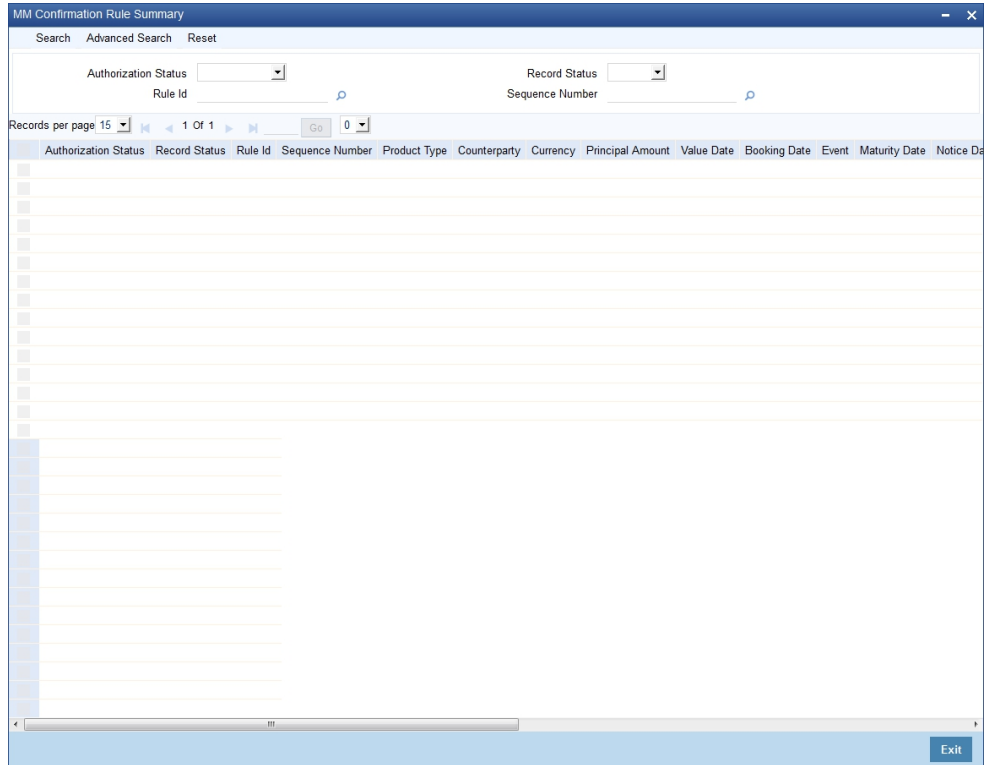 MM Confirmation Rule Summary
Search Advanced Search Reset
Authorization Status Record Status
Rule Id Sequence Number
Records per page 15 1 Of 1 Go 0
Authorization Status Record Status Rule Id Sequence Number Product Type Counterparty Currency Principal Amount Value Date Booking Date Event Maturity Date Notice Da
Exit